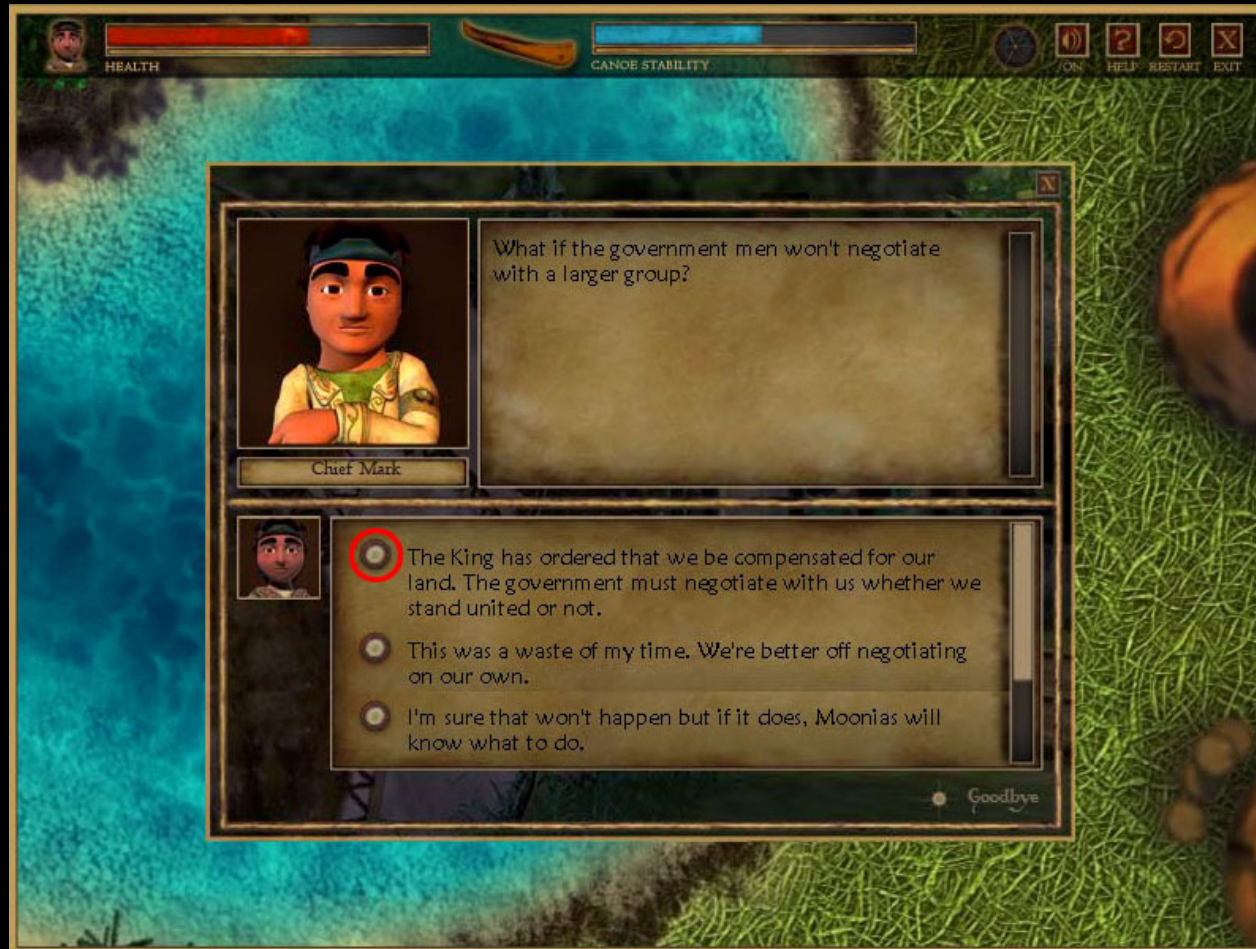 HEALTH
CANOE STABILITY
ON
HELP
RESTART
EXIT
X
What if the government men won't negotiate
with a larger group?
Chief Mark
The King has ordered that we be compensated for our
land. The government must negotiate with us whether we
stand united or not.
This was a waste of my time. We're better off negotiating
on our own.
I'm sure that won't happen but if it does, Moonias will
know what to do.
Goodbye